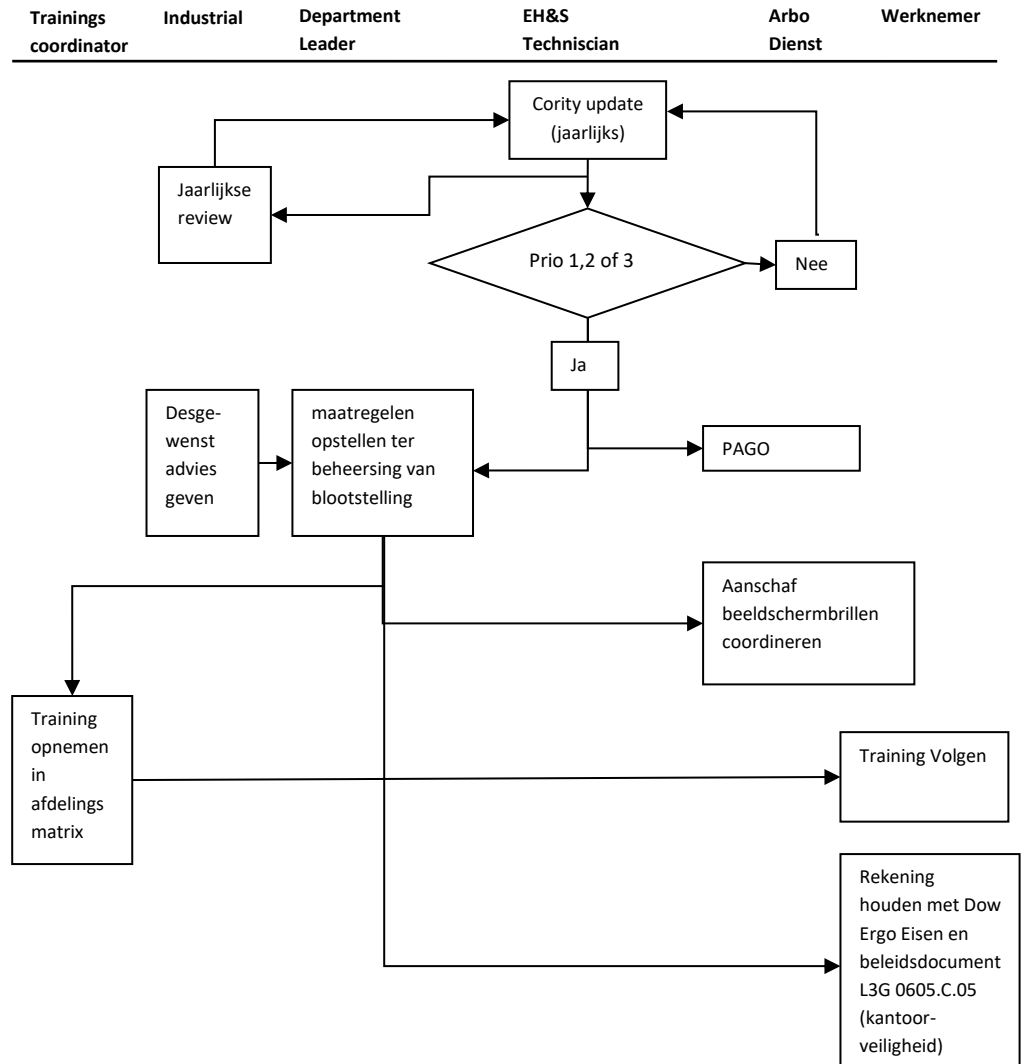 Trainings
coordinator
Industrial
Department
Leader
EH&S
Techniscian
Arbo
Dienst
Werknemer
Cority update
(jaarlijks)
Jaarlijkse
review
Prio 1,2 of 3
Nee
Ja
Desge-
wenst
advies
geven
maatregelen
opstellen ter
beheersing van
blootstelling
PAGO
Aanschaf
beeldschermbrillen
coordineren
Training
opnemen
in
afdelings
matrix
Training Volgen
Rekening
houden met Dow
Ergo Eisen en
beleidsdocument
L3G 0605.C.05
(kantoor-
veiligheid)